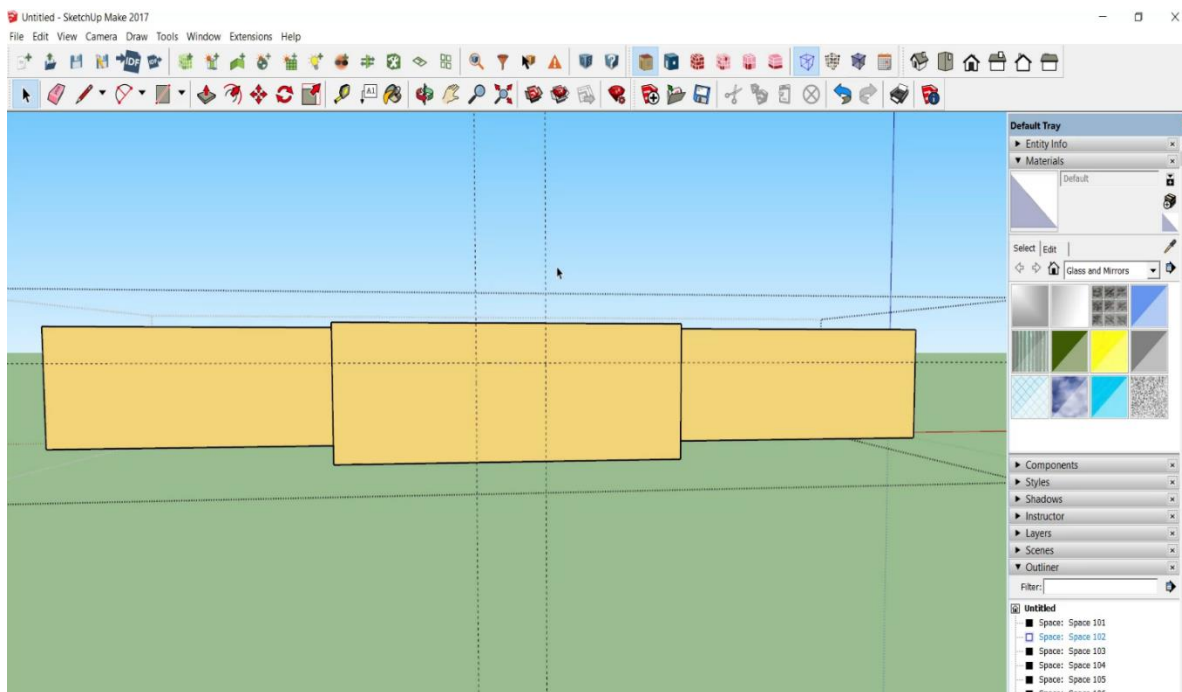 Untitled - SketchUp Make 2017
File Edit View Camera Draw Tools Window Extensions Help
IDF
A1
Default Tray
Entity Info
Materials
Default
Select Edit
Glass and Mirrors
Components
Styles
Shadows
Instructor
Layers
Scenes
Outliner
Filter:
Untitled
Space: Space 101
Space: Space 102
Space: Space 103
Space: Space 104
Space: Space 105